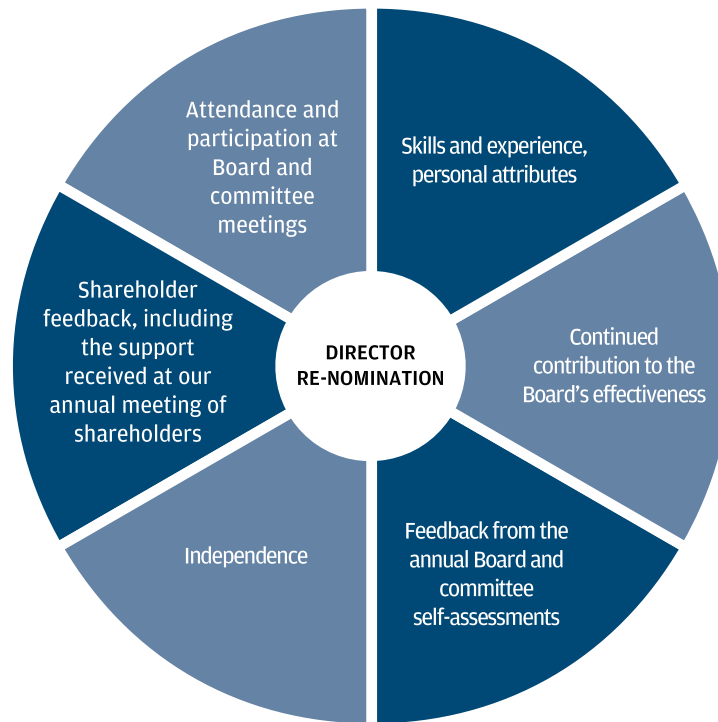 Attendance and
participation at
Board and
committee
meetings
Skills and experience,
personal attributes
Shareholder
feedback, including
the support
received at our
annual meeting of
shareholders
DIRECTOR
RE-NOMINATION
Continued
contribution to the
Board's effectiveness
Independence
Feedback from the
annual Board and
committee
self-assessments